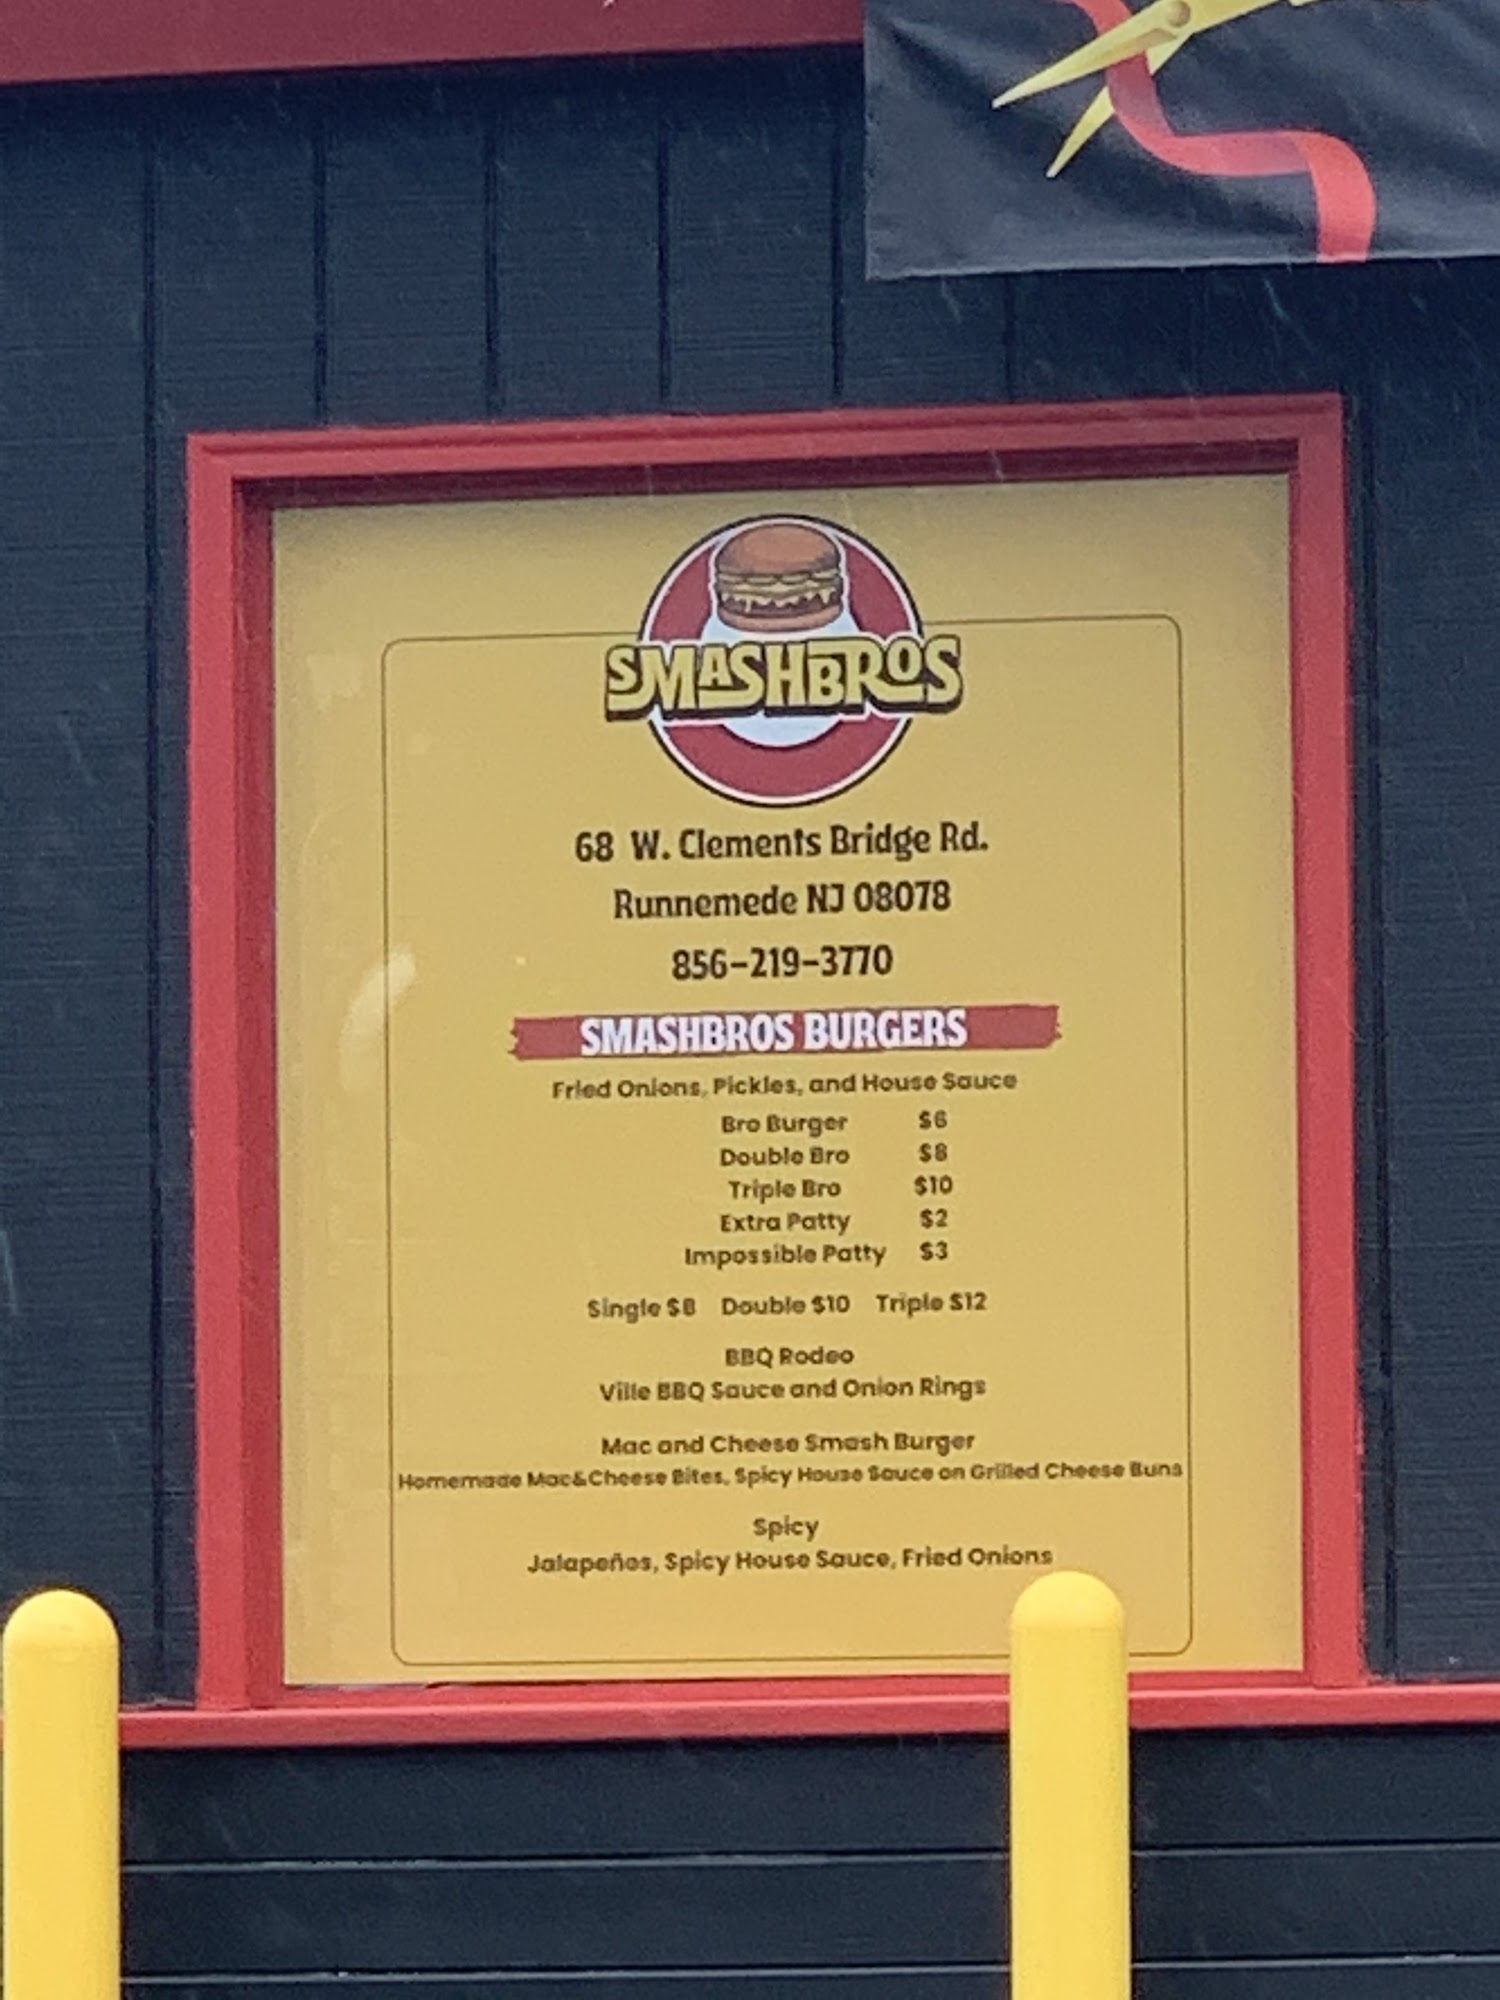 SMASHBROS
68 W. Clements Bridge Rd.
Runnemede NJ 08078
856-219-3770
SMASHBROS BURGERS
Fried Onions, Pickles, and House Sauce
Bro Burger $6
Double Bro $8
Triple Bro $10
Extra Patty $2
Impossible Patty $3
Single $8 Double $10 Triple $12
BBQ Rodeo
Ville BBQ Sauce and Onion Rings
Mac and Cheese Smash Burger
Homemade Mac&Cheese Bites, Spicy House Sauce on Grilled Cheese Buns
Spicy
Jalapeños, Spicy House Sauce, Fried Onions